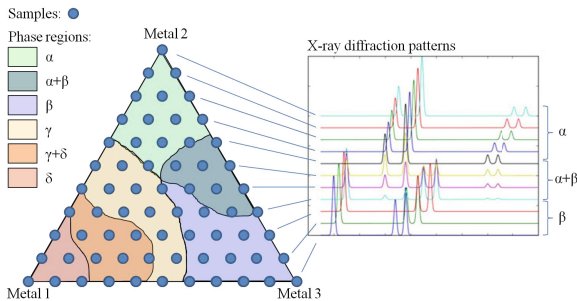 Samples:
Phase regions:
α
α+β
β
γ
γ+δ
δ
Metal 2
Metal 1
Metal 3
X-ray diffraction patterns
α
α+β
β